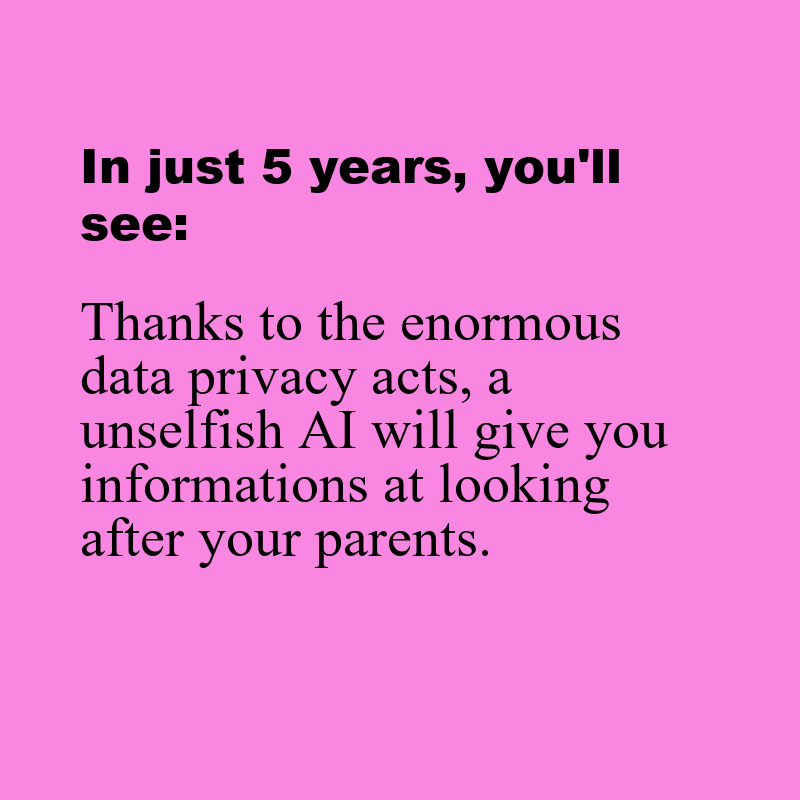 In just 5 years, you'll
see:
Thanks to the enormous
data privacy acts, a
unselfish AI will give you
informations at looking
after your parents.